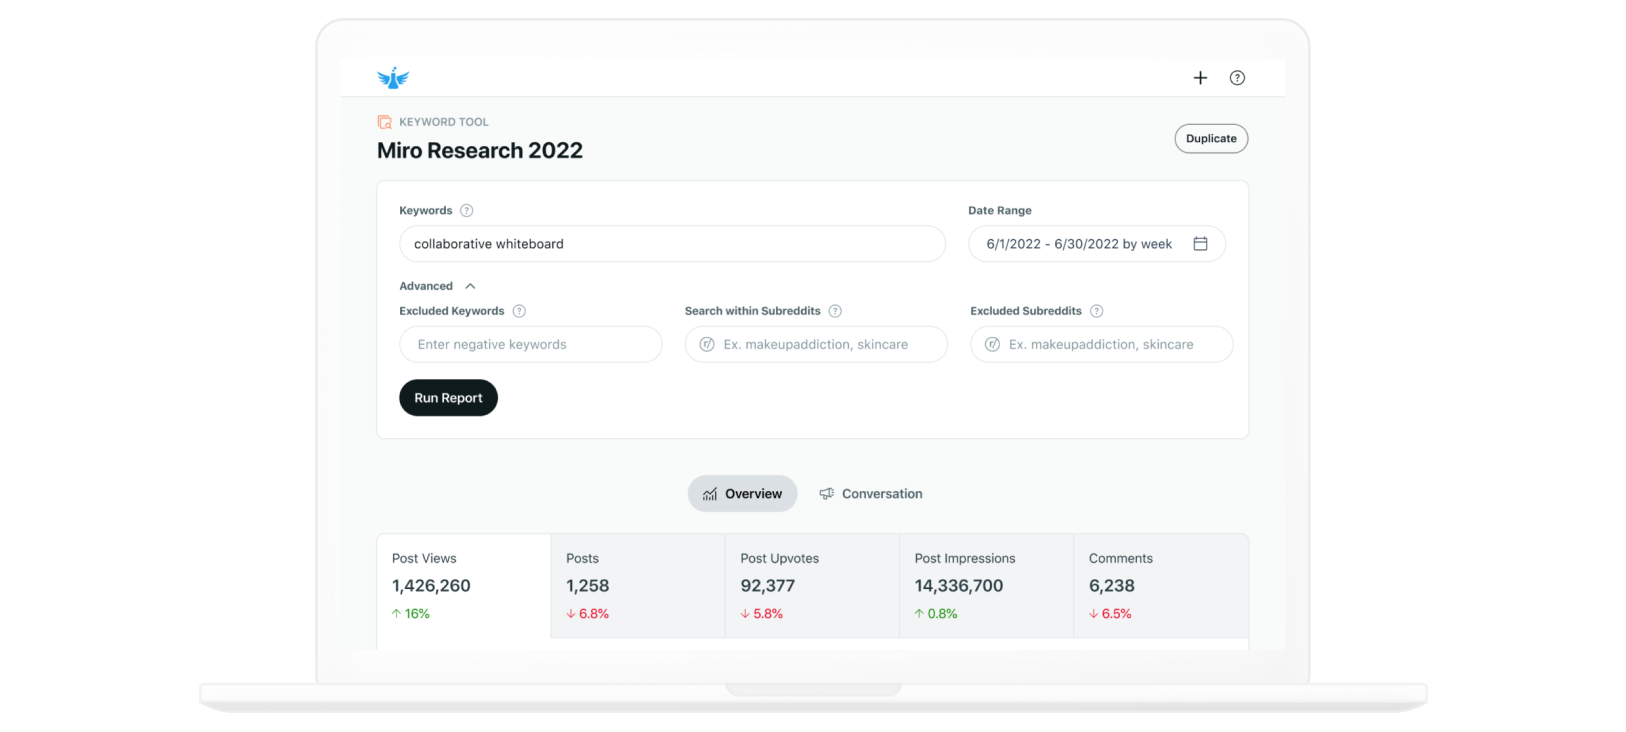 KEYWORD TOOL
Miro Research 2022
Duplicate
Keywords ?
Date Range
collaborative whiteboard
6/1/2022 - 6/30/2022 by week
Advanced
Excluded Keywords ?
Search within Subreddits ?
Excluded Subreddits ?
Enter negative keywords
r/ Ex. makeupaddiction, skincare
r/ Ex. makeupaddiction, skincare
Run Report
Overview
Conversation
Post Views
1,426,260
↑ 16%
Posts
1,258
↓ 6.8%
Post Upvotes
92,377
↓ 5.8%
Post Impressions
14,336,700
↑ 0.8%
Comments
6,238
↓ 6.5%